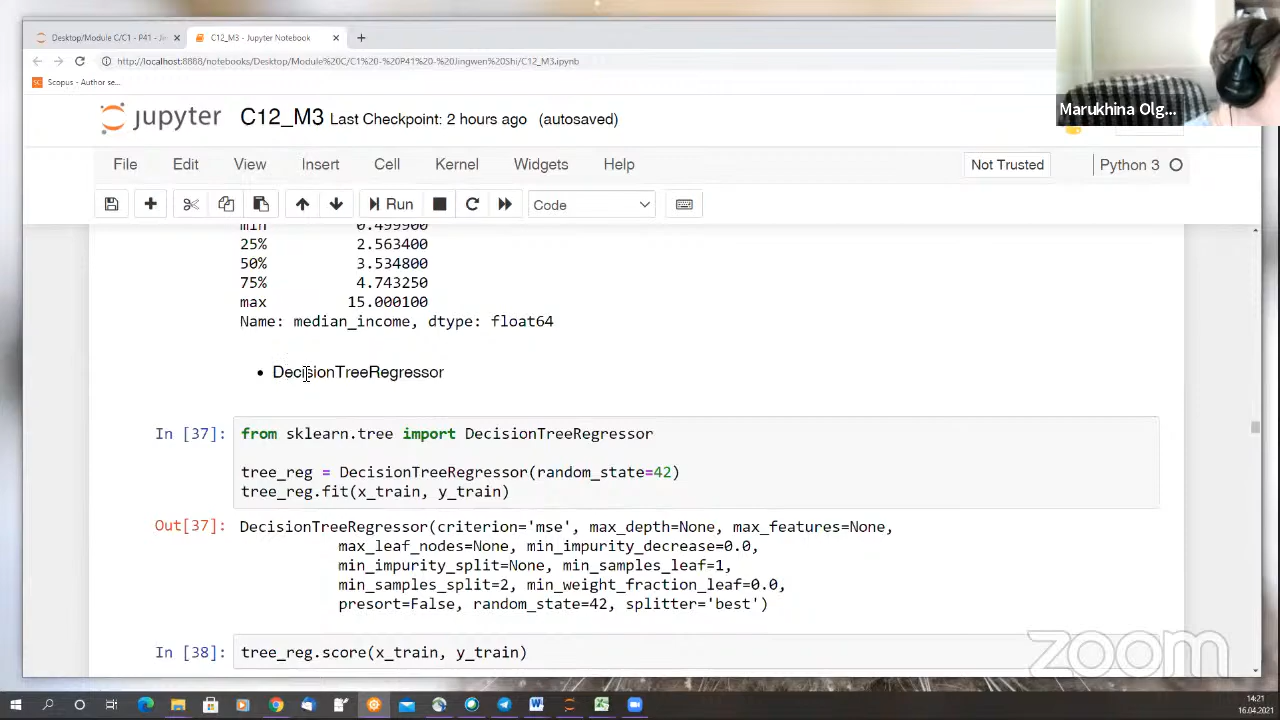 Desktop/Module C/C1 - P41 - Ji
C12_M3 - Jupyter Notebook
http://localhost:8888/notebooks/Desktop/Module%20C/C1%20-%20P41%20-%20Jingwen%20Shi/C12_M3.ipynb
Scopus - Author se...
jupyter C12_M3 Last Checkpoint: 2 hours ago (autosaved)
Marukhina Olg...
File Edit View Insert Cell Kernel Widgets Help Not Trusted Python 3
Run Code
min 0.499900
25% 2.563400
50% 3.534800
75% 4.743250
max 15.000100
Name: median_income, dtype: float64
• DecisionTreeRegressor
In [37]: from sklearn.tree import DecisionTreeRegressor
tree_reg = DecisionTreeRegressor(random_state=42)
tree_reg.fit(x_train, y_train)
Out[37]: DecisionTreeRegressor(criterion='mse', max_depth=None, max_features=None,
max_leaf_nodes=None, min_impurity_decrease=0.0,
min_impurity_split=None, min_samples_leaf=1,
min_samples_split=2, min_weight_fraction_leaf=0.0,
presort=False, random_state=42, splitter='best')
In [38]: tree_reg.score(x_train, y_train)
zoom
14:21
16.04.2021